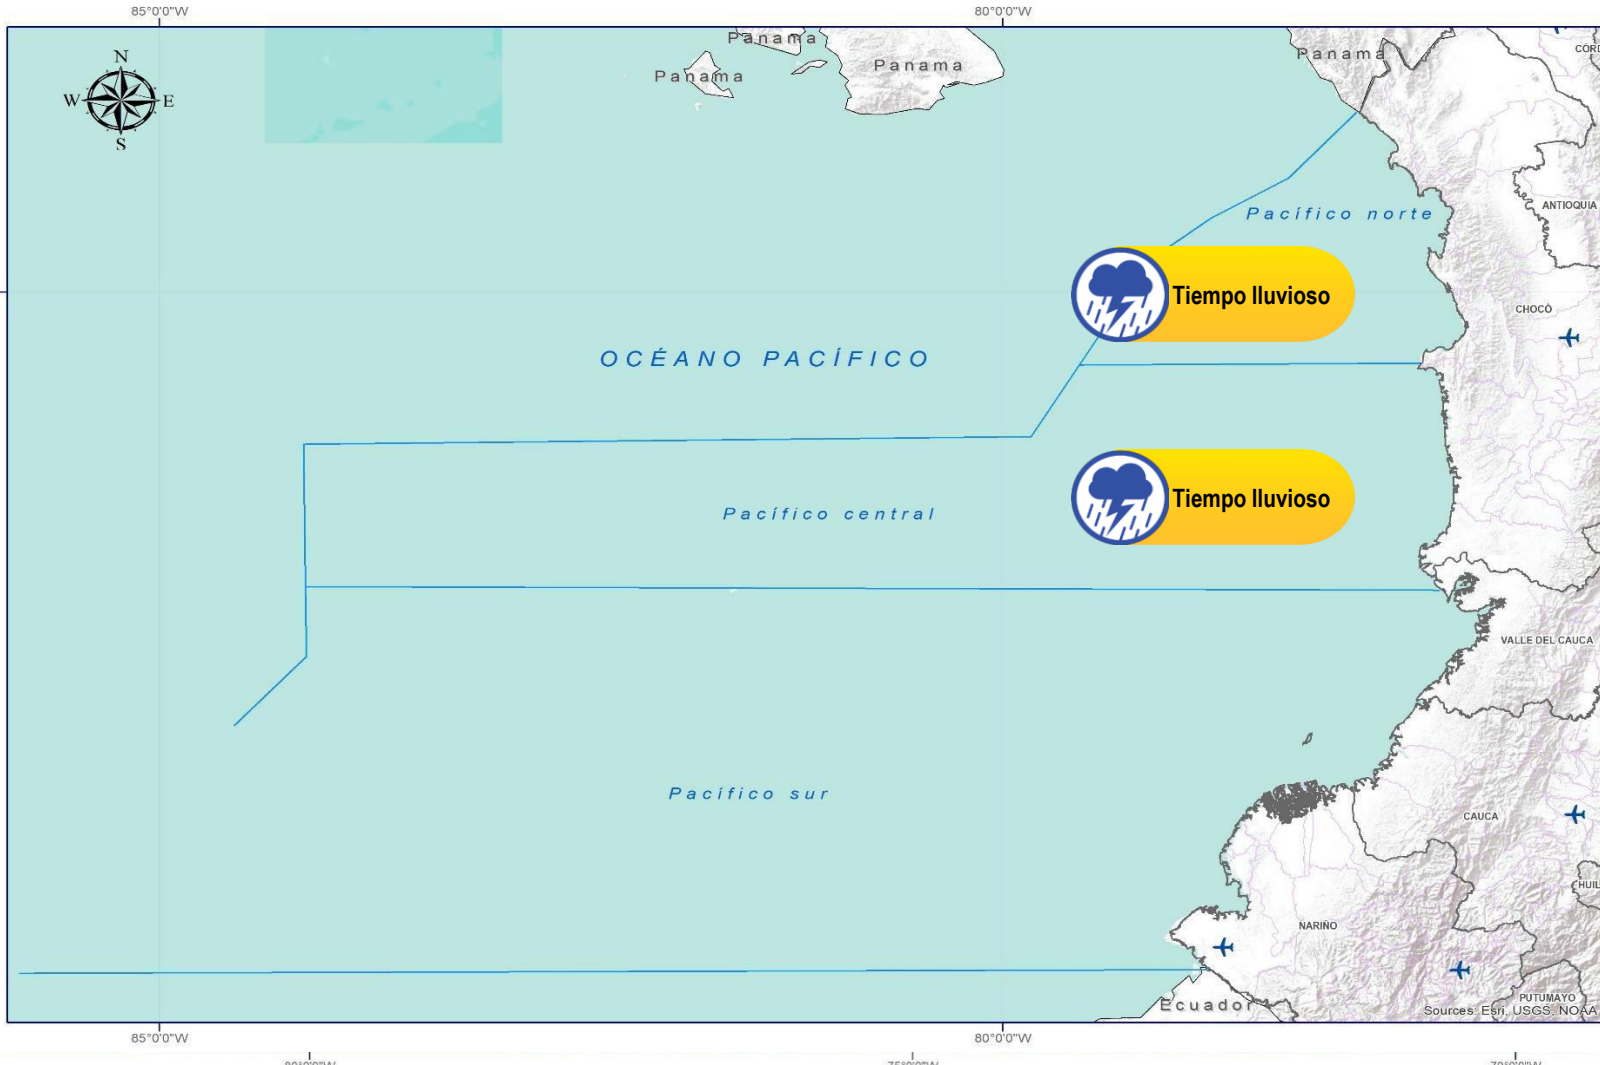 85°0'0"W
80°0'0"W
Panama
Panama
Panama
Panama
N
W
E
S
ANTIOQUIA
Pacífico norte
Tiempo lluvioso
CHOCÓ
OCÉANO PACÍFICO
Tiempo lluvioso
Pacífico central
VALLE DEL CAUCA
Pacífico sur
CAUCA
NARIÑO
PUTUMAYO
Ecuador
Sources: Esri, USGS, NOAA
85°0'0"W
80°0'0"W